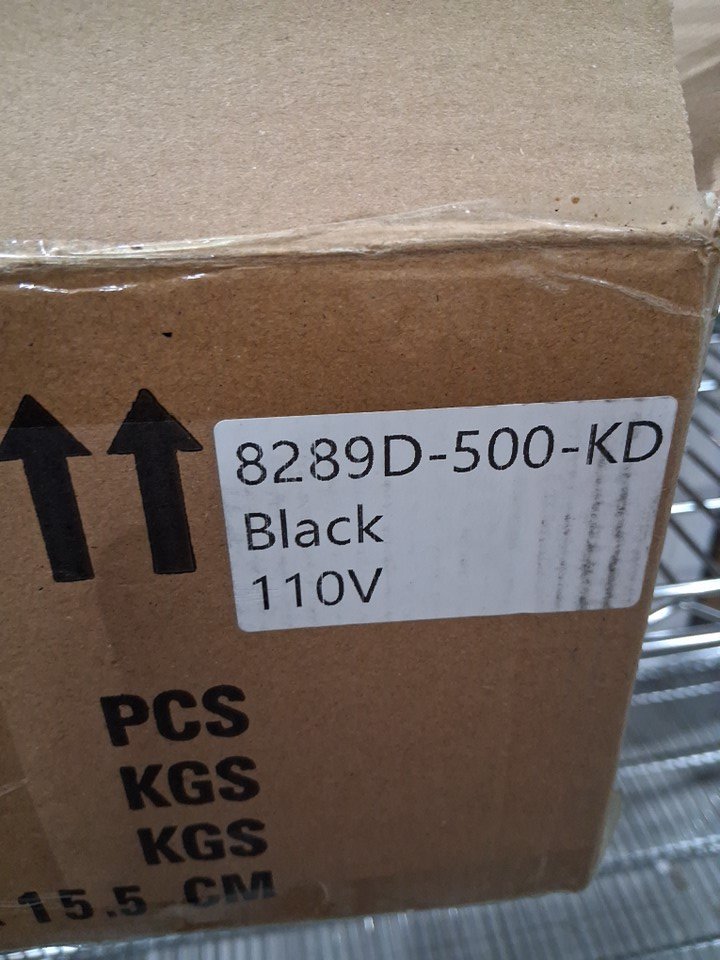 8289D-500-KD
Black
110V
PCS
KGS
KGS
15.5 CM